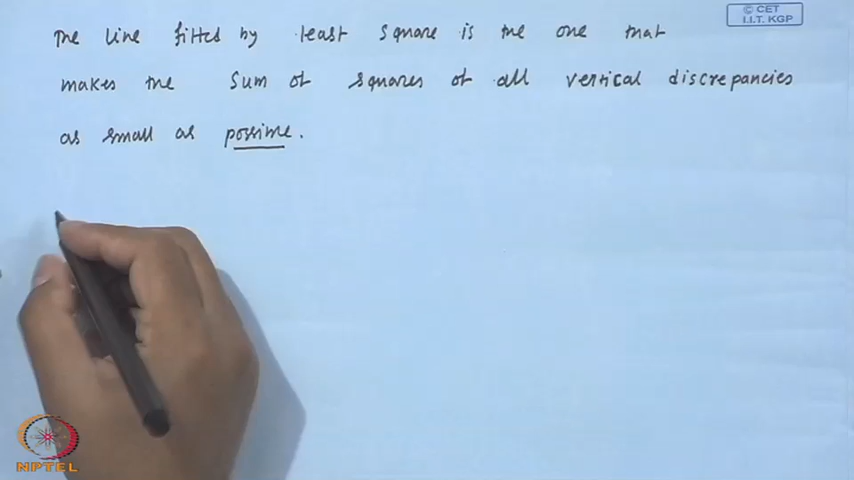 The line fitted by least square is the one that
makes the sum of squares of all vertical discrepancies
as small as possible.
© CET
I.I.T. KGP
NPTEL